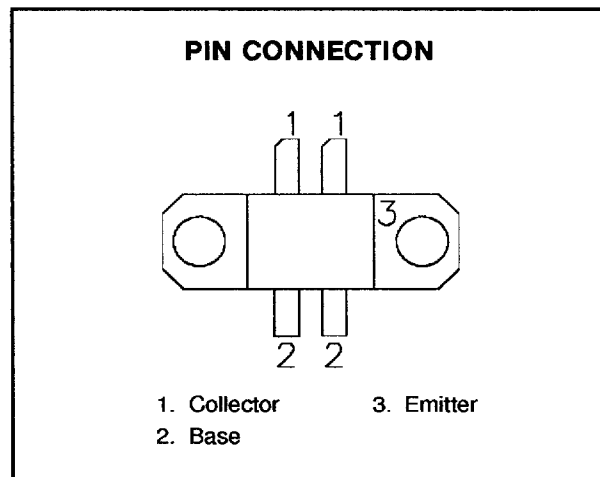 PIN CONNECTION
1 1
3
2 2
1. Collector 3. Emitter
2. Base